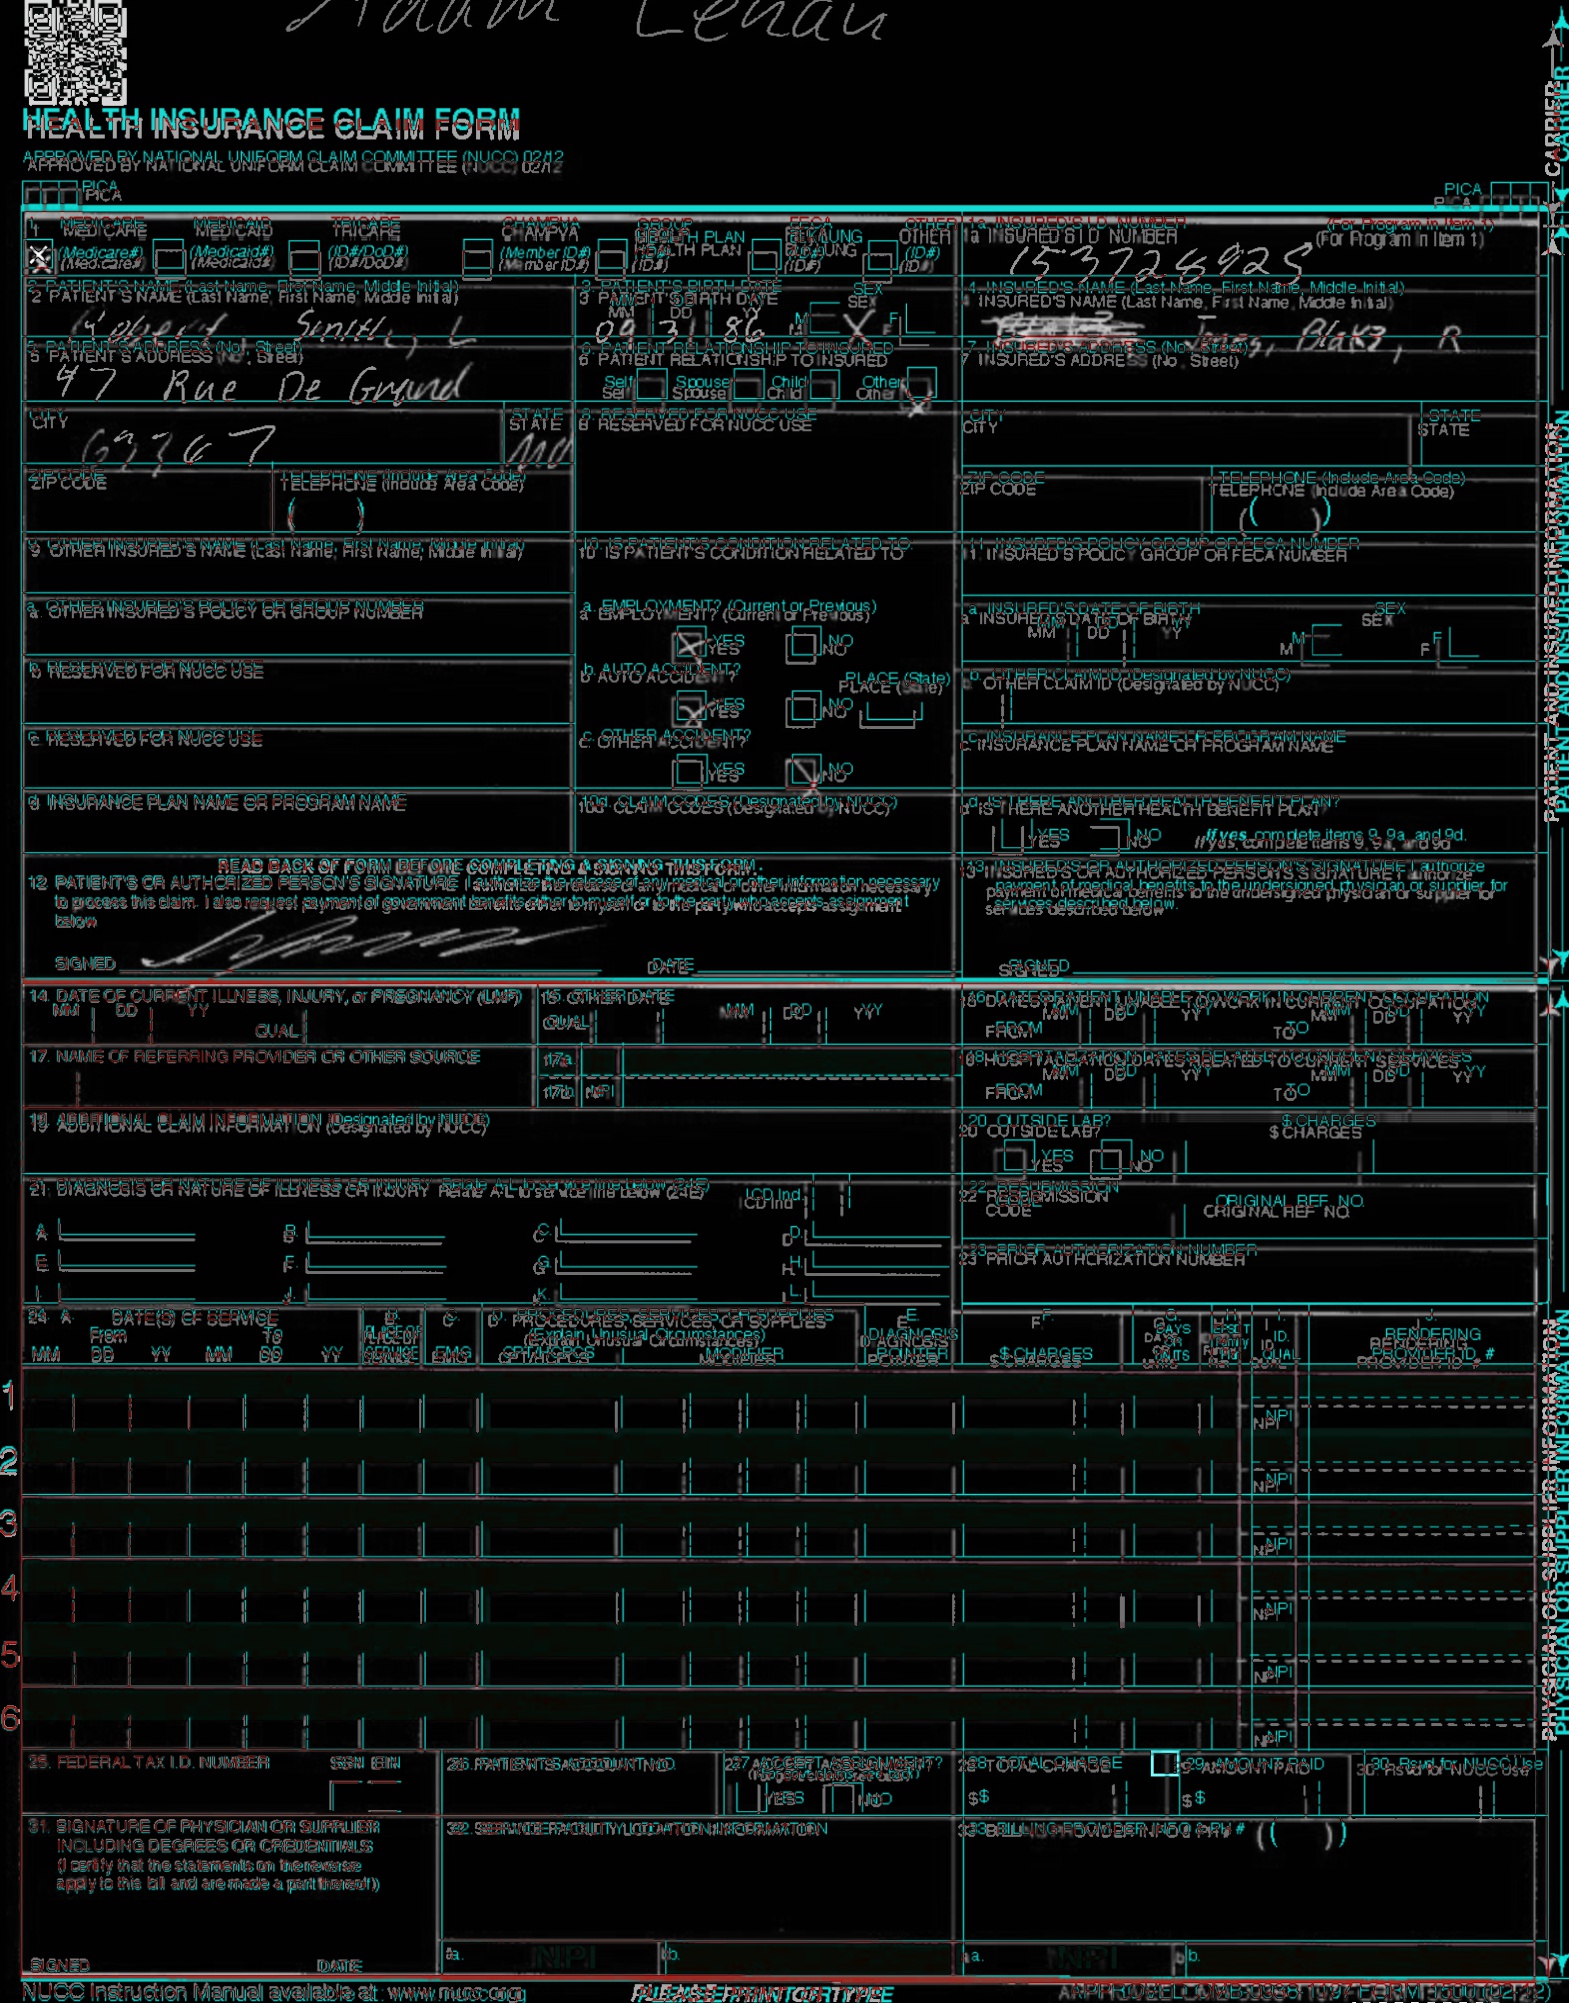 Adam Lehau
HEALTH INSURANCE CLAIM FORM
APPROVED BY NATIONAL UNIFORM CLAIM COMMITTEE (NUCC) 02/12
PICA PICA
CARRIER
1. MEDICARE MEDICAID TRICARE CHAMPVA GROUP HEALTH PLAN FECA BLK LUNG OTHER
(Medicare#) (Medicaid#) (ID#/DoD#) (Member ID#) (ID#) (ID#) (ID#)
1a. INSURED'S I.D. NUMBER (For Program in Item 1)
153728925
2. PATIENT'S NAME (Last Name, First Name, Middle Initial)
Smith, L
3. PATIENT'S BIRTH DATE SEX
MM DD YY
09 31 86 M X F
4. INSURED'S NAME (Last Name, First Name, Middle Initial)
Blake, R
5. PATIENT'S ADDRESS (No., Street)
47 Rue De Grand
6. PATIENT RELATIONSHIP TO INSURED
Self Spouse Child Other
7. INSURED'S ADDRESS (No., Street)
CITY STATE
63367 MO
8. RESERVED FOR NUCC USE
CITY STATE
ZIP CODE TELEPHONE (Include Area Code)
( )
ZIP CODE TELEPHONE (Include Area Code)
( )
9. OTHER INSURED'S NAME (Last Name, First Name, Middle Initial)
10. IS PATIENT'S CONDITION RELATED TO:
11. INSURED'S POLICY GROUP OR FECA NUMBER
a. OTHER INSURED'S POLICY OR GROUP NUMBER
a. EMPLOYMENT? (Current or Previous)
YES NO
a. INSURED'S DATE OF BIRTH SEX
MM DD YY M F
b. RESERVED FOR NUCC USE
b. AUTO ACCIDENT? PLACE (State)
YES NO
b. OTHER CLAIM ID (Designated by NUCC)
c. RESERVED FOR NUCC USE
c. OTHER ACCIDENT?
YES NO
c. INSURANCE PLAN NAME OR PROGRAM NAME
d. INSURANCE PLAN NAME OR PROGRAM NAME
10d. CLAIM CODES (Designated by NUCC)
d. IS THERE ANOTHER HEALTH BENEFIT PLAN?
YES NO If yes, complete items 9, 9a, and 9d.
PATIENT AND INSURED INFORMATION
READ BACK OF FORM BEFORE COMPLETING & SIGNING THIS FORM.
12. PATIENT'S OR AUTHORIZED PERSON'S SIGNATURE I authorize the release of any medical or other information necessary
to process this claim. I also request payment of government benefits either to myself or to the party who accepts assignment
below.
SIGNED DATE
13. INSURED'S OR AUTHORIZED PERSON'S SIGNATURE I authorize
payment of medical benefits to the undersigned physician or supplier for
services described below.
SIGNED
14. DATE OF CURRENT ILLNESS, INJURY, or PREGNANCY (LMP)
MM DD YY QUAL.
15. OTHER DATE
QUAL. MM DD YY
16. DATES PATIENT UNABLE TO WORK IN CURRENT OCCUPATION
MM DD YY MM DD YY
FROM TO
17. NAME OF REFERRING PROVIDER OR OTHER SOURCE
17a.
17b. NPI
18. HOSPITALIZATION DATES RELATED TO CURRENT SERVICES
MM DD YY MM DD YY
FROM TO
19. ADDITIONAL CLAIM INFORMATION (Designated by NUCC)
20. OUTSIDE LAB? $ CHARGES
YES NO
21. DIAGNOSIS OR NATURE OF ILLNESS OR INJURY Relate A-L to service line below (24E) ICD Ind.
A. B. C. D.
E. F. G. H.
I. J. K. L.
22. RESUBMISSION CODE ORIGINAL REF. NO.
23. PRIOR AUTHORIZATION NUMBER
24. A. DATE(S) OF SERVICE
From To
MM DD YY MM DD YY
B. PLACE OF SERVICE
C. EMG
D. PROCEDURES, SERVICES, OR SUPPLIES
(Explain Unusual Circumstances)
CPT/HCPCS MODIFIER
E. DIAGNOSIS POINTER
F. $ CHARGES
G. DAYS OR UNITS
H.
I. ID. QUAL.
J. RENDERING PROVIDER ID. #
1 NPI
2 NPI
3 NPI
4 NPI
5 NPI
6 NPI
PHYSICIAN OR SUPPLIER INFORMATION
25. FEDERAL TAX I.D. NUMBER SSN EIN
26. PATIENT'S ACCOUNT NO.
27. ACCEPT ASSIGNMENT?
YES NO
28. TOTAL CHARGE
$
29. AMOUNT PAID
$
30. Rsvd for NUCC Use
31. SIGNATURE OF PHYSICIAN OR SUPPLIER
INCLUDING DEGREES OR CREDENTIALS
(I certify that the statements on the reverse
apply to this bill and are made a part thereof.)
SIGNED DATE
32. SERVICE FACILITY LOCATION INFORMATION
a. NPI b.
33. BILLING PROVIDER INFO & PH # ( )
a. NPI b.
NUCC Instruction Manual available at: www.nucc.org
PLEASE PRINT OR TYPE